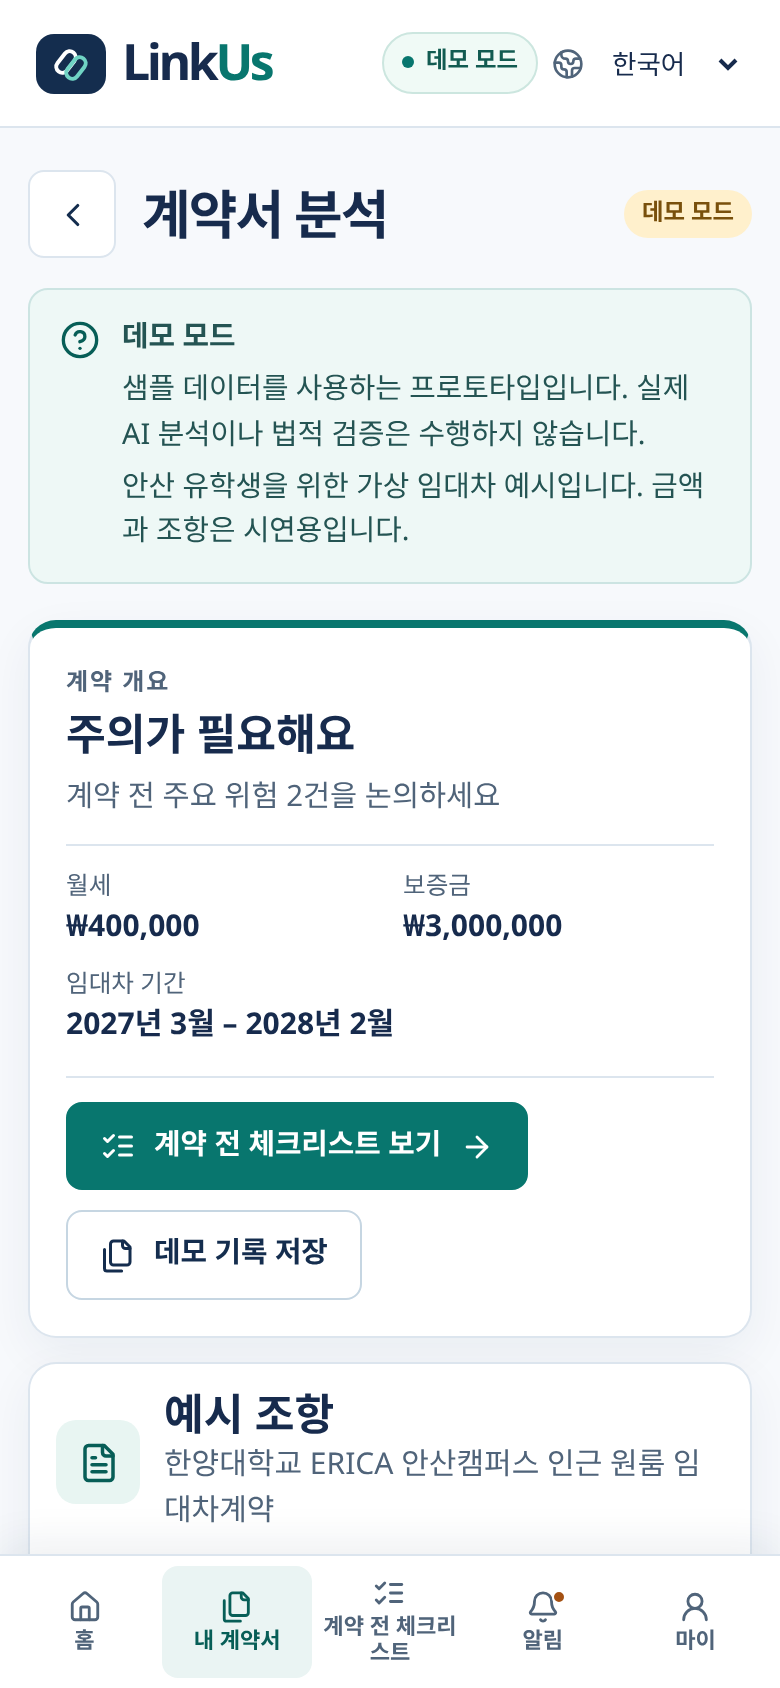 LinkUs
데모 모드
한국어
계약서 분석
데모 모드
데모 모드
샘플 데이터를 사용하는 프로토타입입니다. 실제
AI 분석이나 법적 검증은 수행하지 않습니다.
안산 유학생을 위한 가상 임대차 예시입니다. 금액
과 조항은 시연용입니다.
계약 개요
주의가 필요해요
계약 전 주요 위험 2건을 논의하세요
월세
₩400,000
보증금
₩3,000,000
임대차 기간
2027년 3월 – 2028년 2월
계약 전 체크리스트 보기
데모 기록 저장
예시 조항
한양대학교 ERICA 안산캠퍼스 인근 원룸 임
대차계약
홈
내 계약서
계약 전 체크리
스트
알림
마이